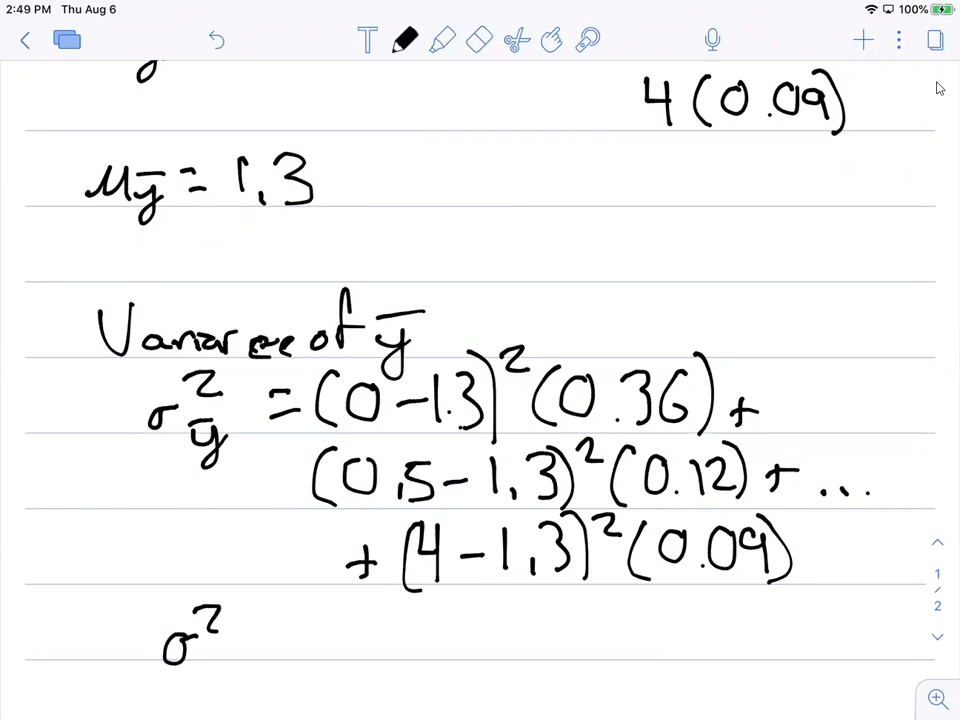 2:49 PM Thu Aug 6 100%
4(0.09)
μȳ = 1.3
Variance of ȳ
σ²ȳ = (0-1.3)²(0.36)+
(0.5-1.3)²(0.12)+...
+(4-1.3)²(0.09)
σ²
1
/
2